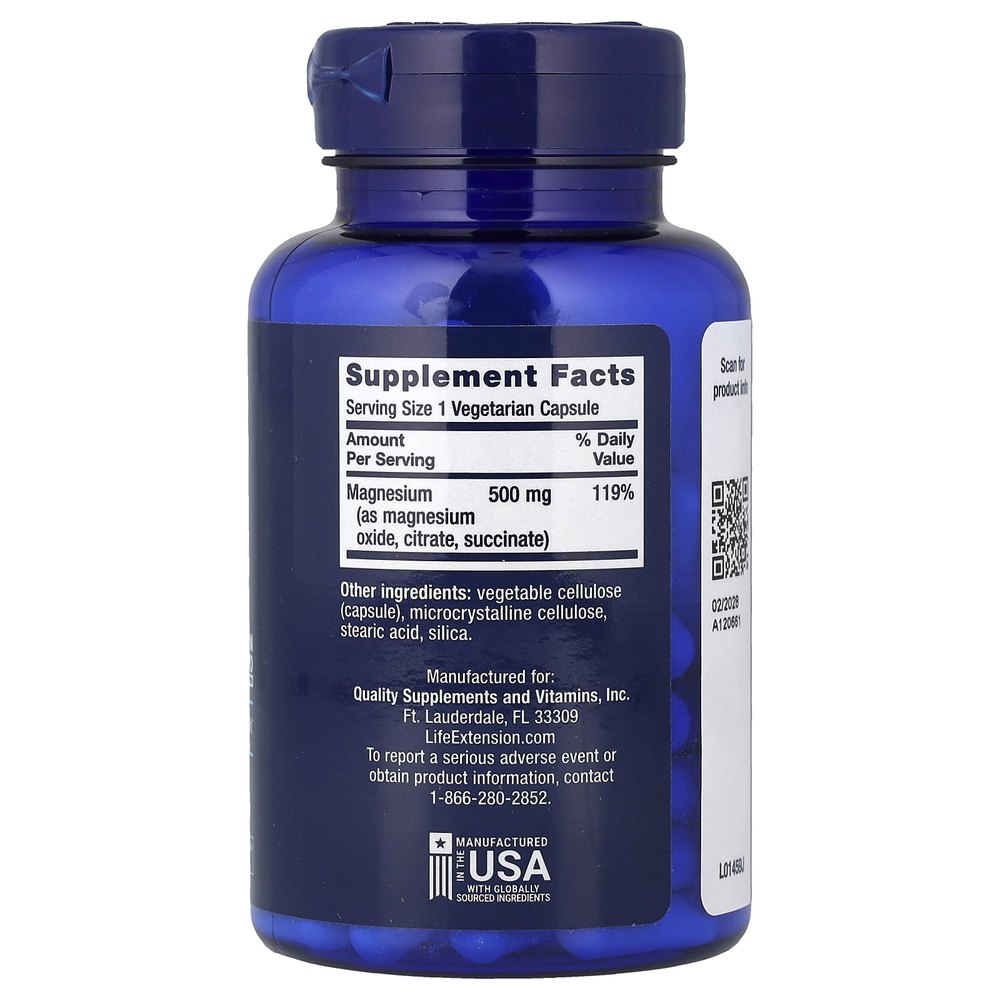 Supplement Facts
Serving Size 1 Vegetarian Capsule
Amount Per Serving
% Daily Value
Magnesium 500 mg 119%
(as magnesium
oxide, citrate, succinate)
Other ingredients: vegetable cellulose
(capsule), microcrystalline cellulose,
stearic acid, silica.
Manufactured for:
Quality Supplements and Vitamins, Inc.
Ft. Lauderdale, FL 33309
LifeExtension.com
To report a serious adverse event or
obtain product information, contact
1-866-280-2852.
MANUFACTURED
IN THE
USA
WITH GLOBALLY
SOURCED INGREDIENTS
Scan for
product info
02/2028
A120661
L01459J